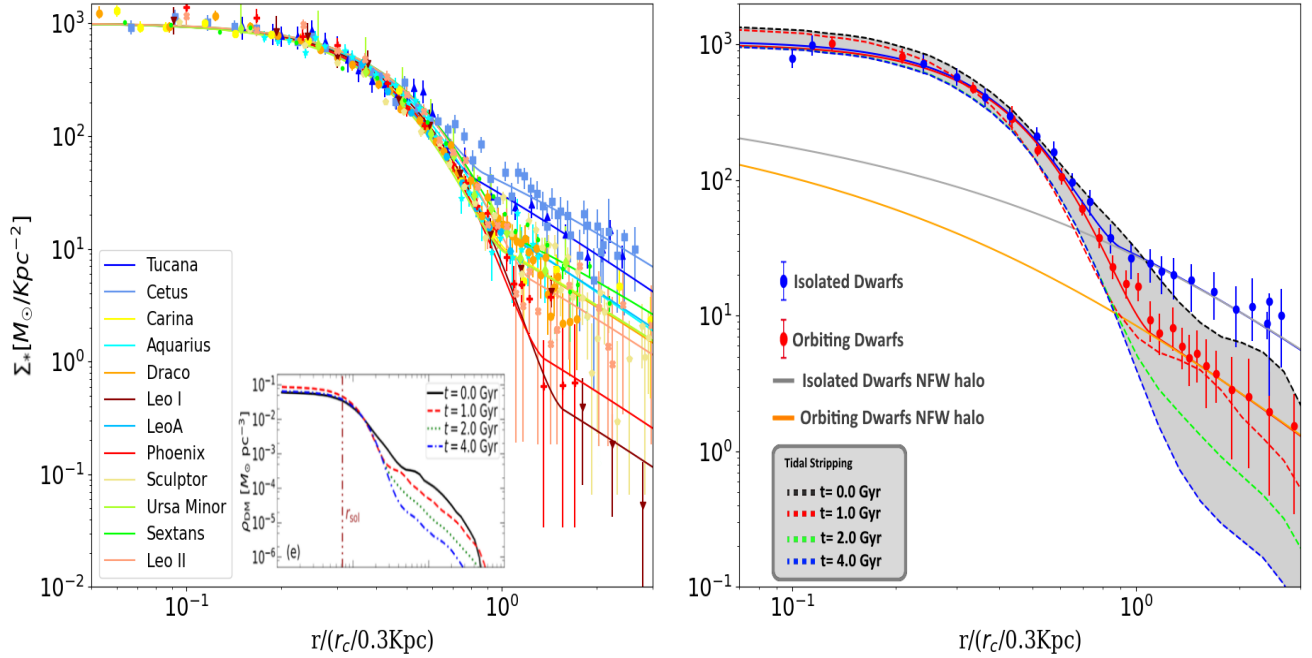 10³
10²
10¹
10⁰
10⁻¹
10⁻²
Σ*[M⊙/Kpc⁻²]
Tucana
Cetus
Carina
Aquarius
Draco
Leo I
LeoA
Phoenix
Sculptor
Ursa Minor
Sextans
Leo II
10⁻¹
10⁻²
10⁻³
10⁻⁴
10⁻⁵
10⁻⁶
ρDM [M⊙ pc⁻³]
t = 0.0 Gyr
t = 1.0 Gyr
t = 2.0 Gyr
t = 4.0 Gyr
rsol
(e)
10⁻¹
10⁰
r/(rc/0.3Kpc)
10³
10²
10¹
10⁰
10⁻¹
Isolated Dwarfs
Orbiting Dwarfs
Isolated Dwarfs NFW halo
Orbiting Dwarfs NFW halo
Tidal Stripping
t= 0.0 Gyr
t= 1.0 Gyr
t= 2.0 Gyr
t= 4.0 Gyr
10⁻¹
10⁰
r/(rc/0.3Kpc)